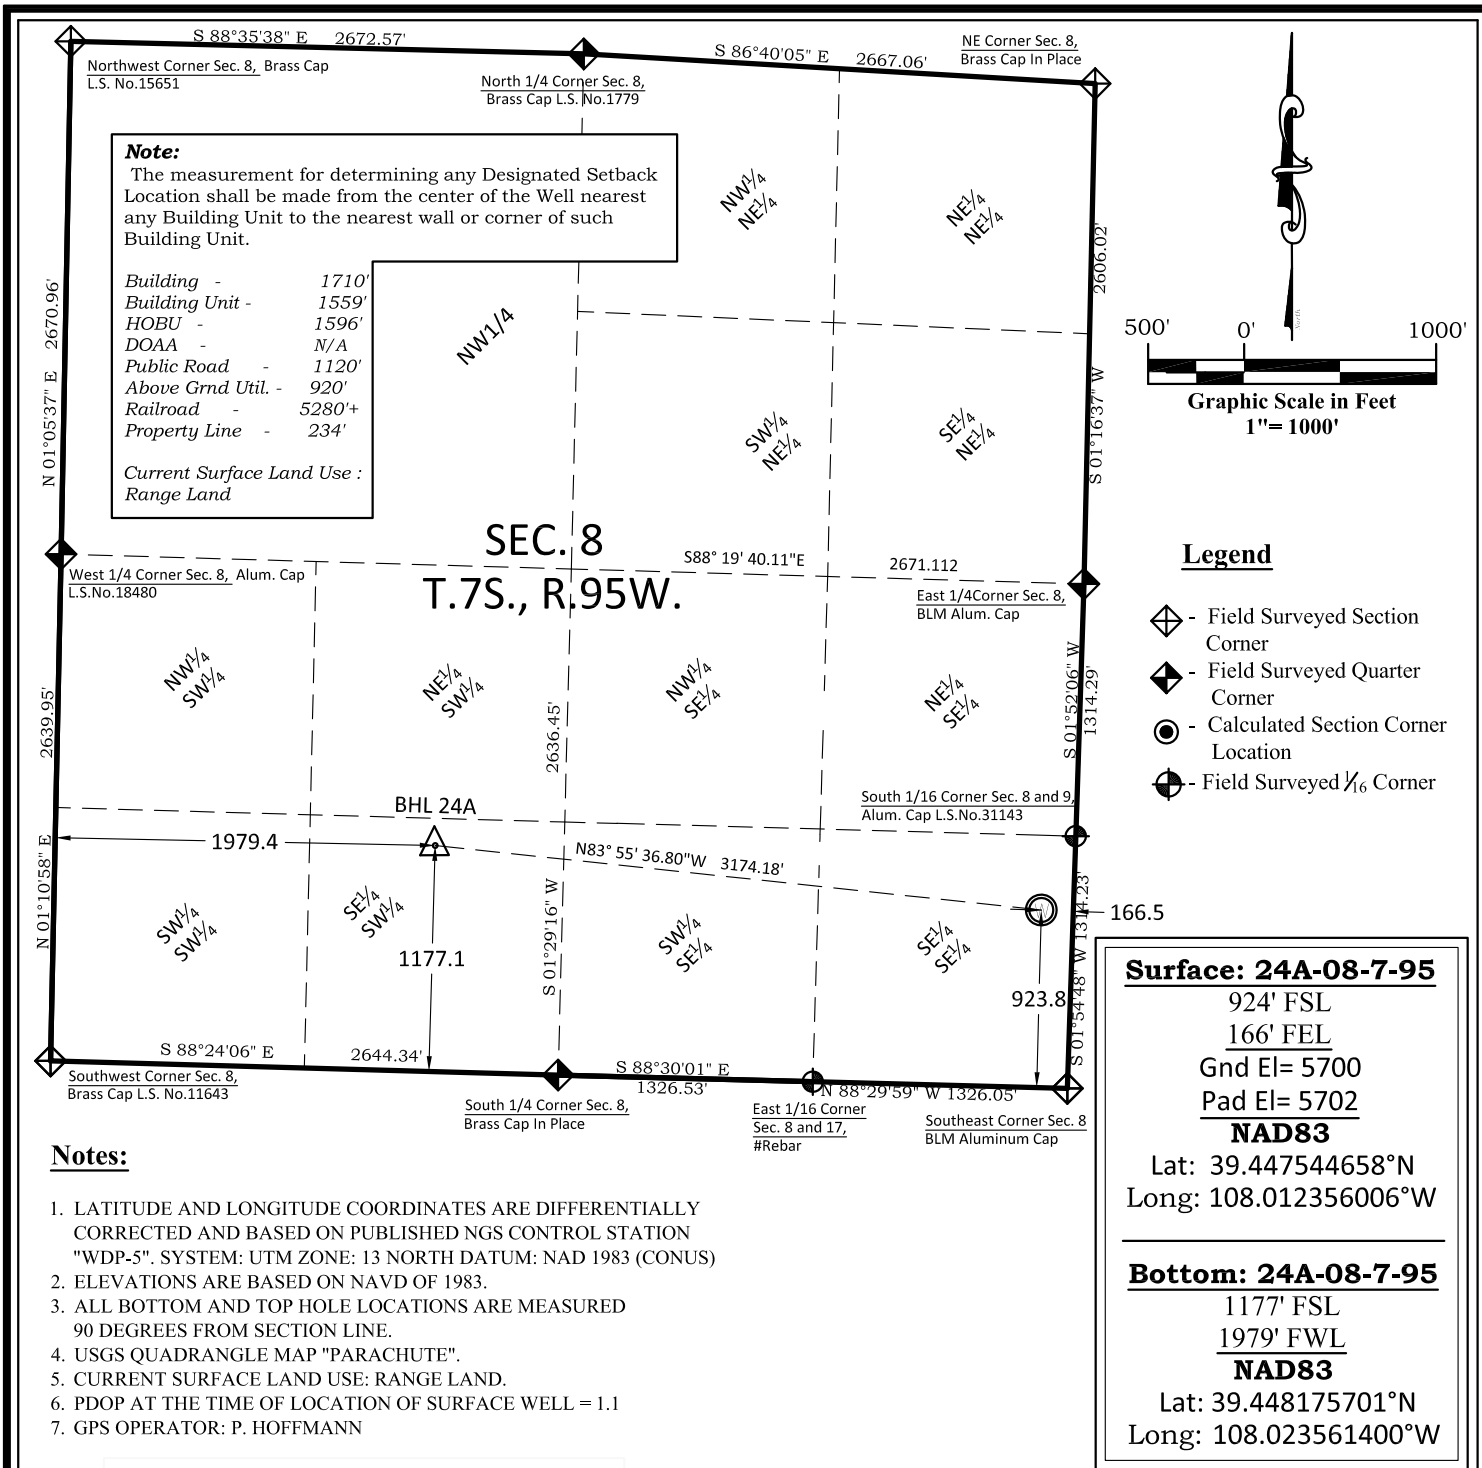 S 88°35'38" E 2672.57'
S 86°40'05" E 2667.06'
NE Corner Sec. 8,
Brass Cap In Place
Northwest Corner Sec. 8, Brass Cap
L.S. No.15651
North 1/4 Corner Sec. 8,
Brass Cap L.S. No.1779
Note:
The measurement for determining any Designated Setback
Location shall be made from the center of the Well nearest
any Building Unit to the nearest wall or corner of such
Building Unit.
Building - 1710'
Building Unit - 1559'
HOBU - 1596'
DOAA - N/A
Public Road - 1120'
Above Grnd Util. - 920'
Railroad - 5280'+
Property Line - 234'
Current Surface Land Use :
Range Land
N 01°05'37" E 2670.96'
NW1/4
NW¼
NE¼
NE¼
NE¼
SW¼
NE¼
SE¼
NE¼
2606.02'
S 01°16'37" W
North
500' 0' 1000'
Graphic Scale in Feet
1"= 1000'
SEC. 8
T.7S., R.95W.
S88° 19' 40.11"E 2671.112
West 1/4 Corner Sec. 8, Alum. Cap
L.S.No.18480
East 1/4Corner Sec. 8,
BLM Alum. Cap
Legend
- Field Surveyed Section
Corner
- Field Surveyed Quarter
Corner
- Calculated Section Corner
Location
- Field Surveyed 1/16 Corner
NW¼
SW¼
NE¼
SW¼
NW¼
SE¼
NE¼
SE¼
2639.95'
N 01°10'58" E
2636.45'
S 01°29'16" W
S 01°52'06" W
1314.29'
South 1/16 Corner Sec. 8 and 9,
Alum. Cap L.S.No.31143
BHL 24A
1979.4
N83° 55' 36.80"W 3174.18'
SW¼
SW¼
SE¼
SW¼
SW¼
SE¼
SE¼
SE¼
1177.1
923.8
166.5
S 01°54'48" W 1314.23'
S 88°24'06" E 2644.34'
S 88°30'01" E
1326.53'
N 88°29'59" W 1326.05'
Southwest Corner Sec. 8,
Brass Cap L.S. No.11643
South 1/4 Corner Sec. 8,
Brass Cap In Place
East 1/16 Corner
Sec. 8 and 17,
#Rebar
Southeast Corner Sec. 8
BLM Aluminum Cap
Surface: 24A-08-7-95
924' FSL
166' FEL
Gnd El= 5700
Pad El= 5702
NAD83
Lat: 39.447544658°N
Long: 108.012356006°W
Bottom: 24A-08-7-95
1177' FSL
1979' FWL
NAD83
Lat: 39.448175701°N
Long: 108.023561400°W
Notes:
1. LATITUDE AND LONGITUDE COORDINATES ARE DIFFERENTIALLY
CORRECTED AND BASED ON PUBLISHED NGS CONTROL STATION
"WDP-5". SYSTEM: UTM ZONE: 13 NORTH DATUM: NAD 1983 (CONUS)
2. ELEVATIONS ARE BASED ON NAVD OF 1983.
3. ALL BOTTOM AND TOP HOLE LOCATIONS ARE MEASURED
90 DEGREES FROM SECTION LINE.
4. USGS QUADRANGLE MAP "PARACHUTE".
5. CURRENT SURFACE LAND USE: RANGE LAND.
6. PDOP AT THE TIME OF LOCATION OF SURFACE WELL = 1.1
7. GPS OPERATOR: P. HOFFMANN